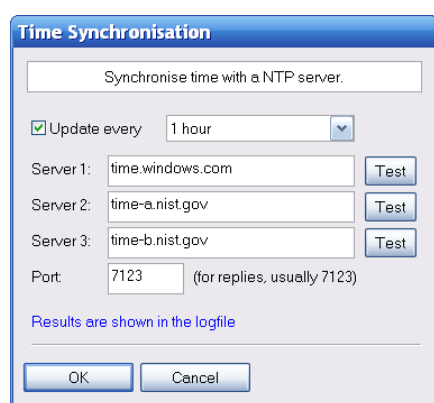 Time Synchronisation
Synchronise time with a NTP server.
Update every 1 hour
Server 1: time.windows.com Test
Server 2: time-a.nist.gov Test
Server 3: time-b.nist.gov Test
Port: 7123 (for replies, usually 7123)
Results are shown in the logfile
OK Cancel